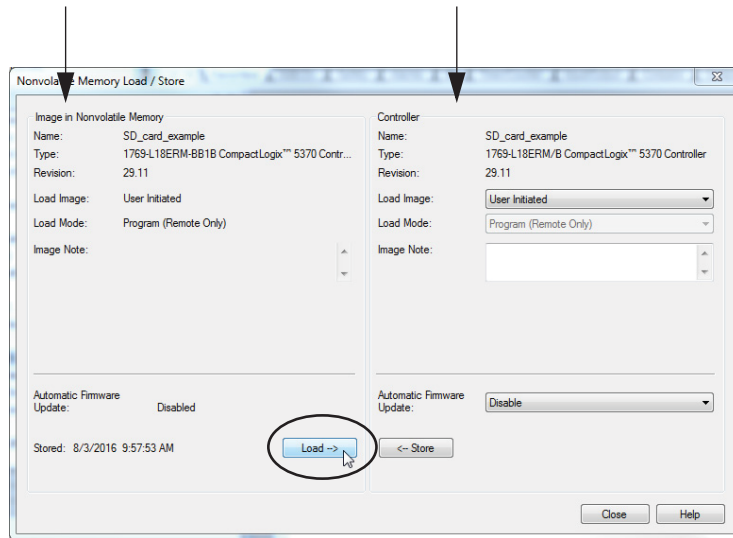 Nonvolatile Memory Load / Store
Image in Nonvolatile Memory
Name: SD_card_example
Type: 1769-L18ERM-BB1B CompactLogix™ 5370 Contr...
Revision: 29.11
Load Image: User Initiated
Load Mode: Program (Remote Only)
Image Note:
Automatic Firmware
Update: Disabled
Stored: 8/3/2016 9:57:53 AM
Load -->
Controller
Name: SD_card_example
Type: 1769-L18ERM/B CompactLogix™ 5370 Controller
Revision: 29.11
Load Image: User Initiated
Load Mode: Program (Remote Only)
Image Note:
Automatic Firmware
Update: Disable
<-- Store
Close Help